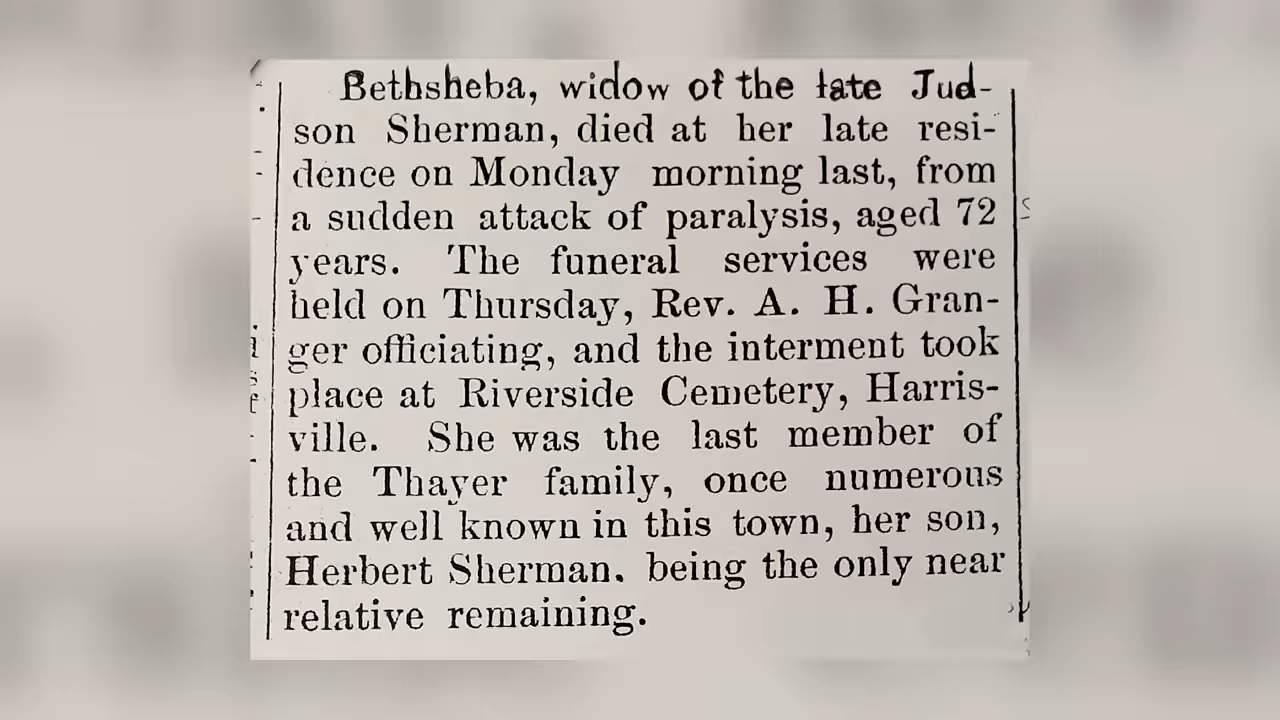 Bethsheba, widow of the late Jud-
son Sherman, died at her late resi-
dence on Monday morning last, from
a sudden attack of paralysis, aged 72
years. The funeral services were
held on Thursday, Rev. A. H. Gran-
ger officiating, and the interment took
place at Riverside Cemetery, Harris-
ville. She was the last member of
the Thayer family, once numerous
and well known in this town, her son,
Herbert Sherman. being the only near
relative remaining.